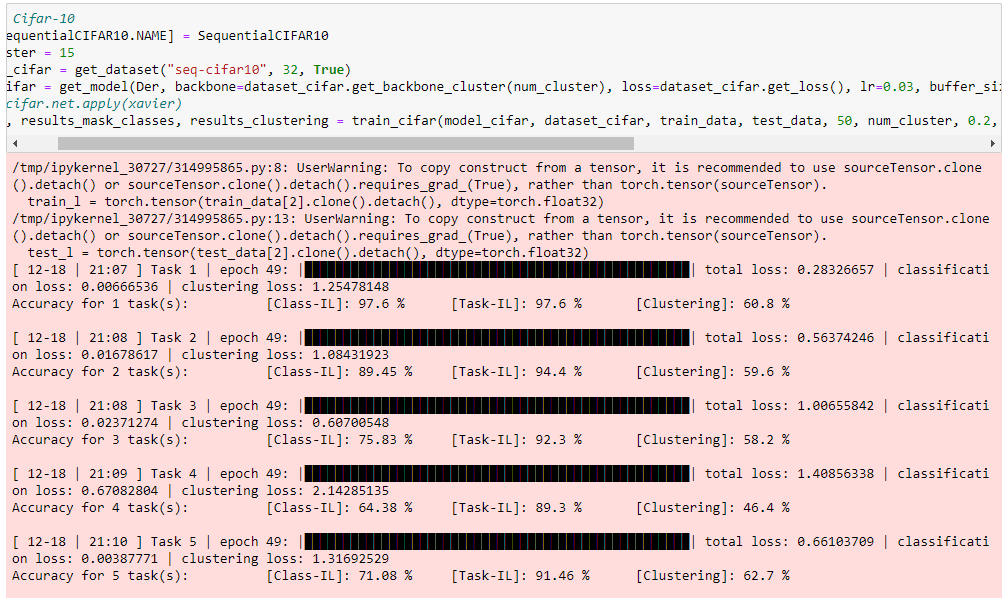 Cifar-10
equentialCIFAR10.NAME] = SequentialCIFAR10
ster = 15
_cifar = get_dataset("seq-cifar10", 32, True)
ifar = get_model(Der, backbone=dataset_cifar.get_backbone_cluster(num_cluster), loss=dataset_cifar.get_loss(), lr=0.03, buffer_si
cifar.net.apply(xavier)
, results_mask_classes, results_clustering = train_cifar(model_cifar, dataset_cifar, train_data, test_data, 50, num_cluster, 0.2,
/tmp/ipykernel_30727/314995865.py:8: UserWarning: To copy construct from a tensor, it is recommended to use sourceTensor.clone
().detach() or sourceTensor.clone().detach().requires_grad_(True), rather than torch.tensor(sourceTensor).
train_l = torch.tensor(train_data[2].clone().detach(), dtype=torch.float32)
/tmp/ipykernel_30727/314995865.py:13: UserWarning: To copy construct from a tensor, it is recommended to use sourceTensor.clone
().detach() or sourceTensor.clone().detach().requires_grad_(True), rather than torch.tensor(sourceTensor).
test_l = torch.tensor(test_data[2].clone().detach(), dtype=torch.float32)
[ 12-18 | 21:07 ] Task 1 | epoch 49: || total loss: 0.28326657 | classificati
on loss: 0.00666536 | clustering loss: 1.25478148
Accuracy for 1 task(s): [Class-IL]: 97.6 % [Task-IL]: 97.6 % [Clustering]: 60.8 %
[ 12-18 | 21:08 ] Task 2 | epoch 49: || total loss: 0.56374246 | classificati
on loss: 0.01678617 | clustering loss: 1.08431923
Accuracy for 2 task(s): [Class-IL]: 89.45 % [Task-IL]: 94.4 % [Clustering]: 59.6 %
[ 12-18 | 21:08 ] Task 3 | epoch 49: || total loss: 1.00655842 | classificati
on loss: 0.02371274 | clustering loss: 0.60700548
Accuracy for 3 task(s): [Class-IL]: 75.83 % [Task-IL]: 92.3 % [Clustering]: 58.2 %
[ 12-18 | 21:09 ] Task 4 | epoch 49: || total loss: 1.40856338 | classificati
on loss: 0.67082804 | clustering loss: 2.14285135
Accuracy for 4 task(s): [Class-IL]: 64.38 % [Task-IL]: 89.3 % [Clustering]: 46.4 %
[ 12-18 | 21:10 ] Task 5 | epoch 49: || total loss: 0.66103709 | classificati
on loss: 0.00387771 | clustering loss: 1.31692529
Accuracy for 5 task(s): [Class-IL]: 71.08 % [Task-IL]: 91.46 % [Clustering]: 62.7 %